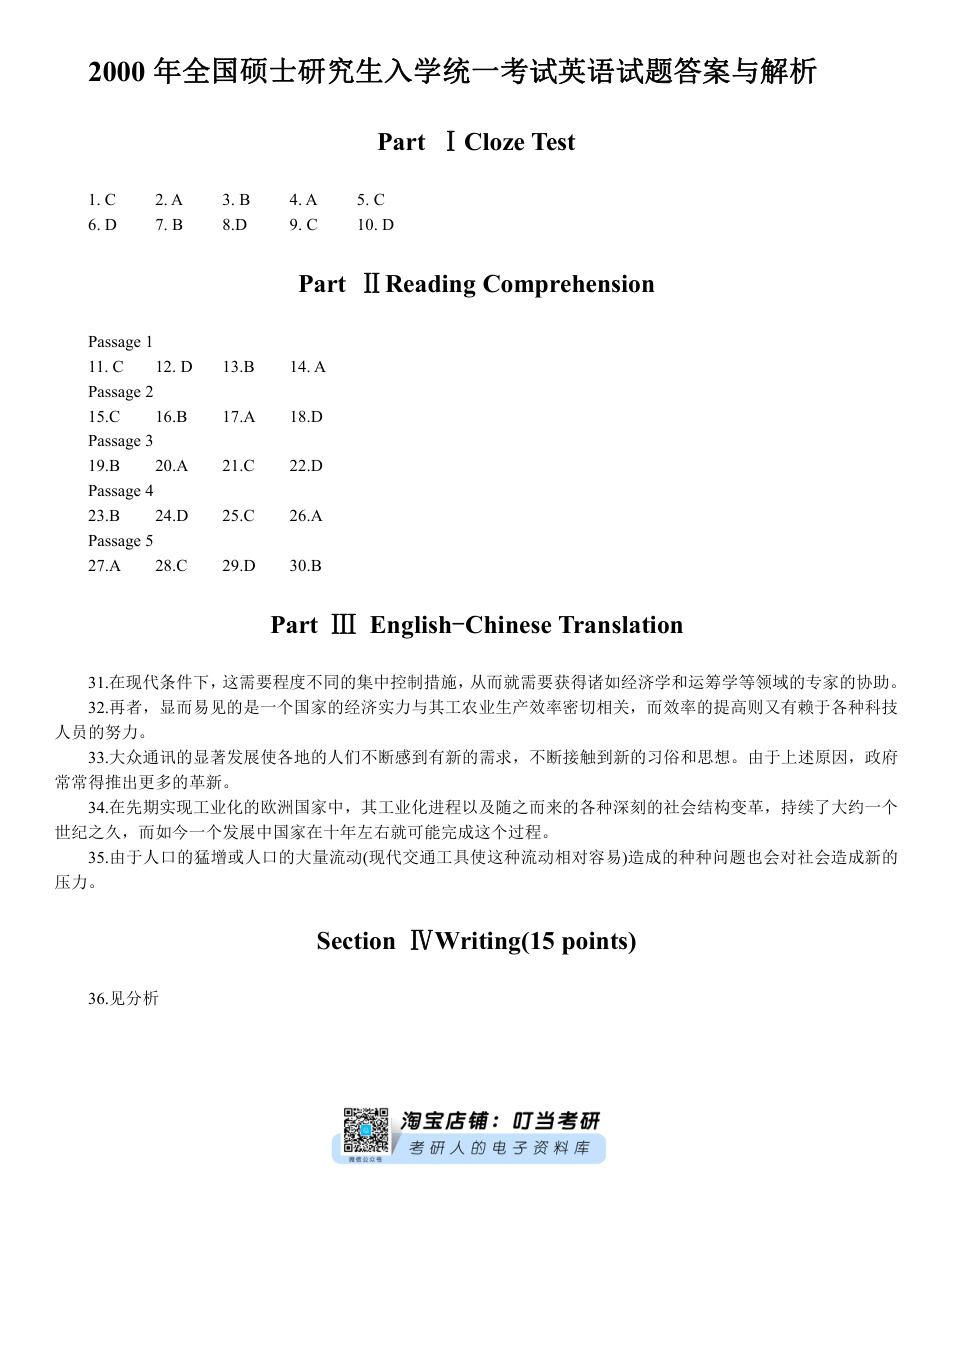 2000 年全国硕士研究生入学统一考试英语试题答案与解析
Part Ⅰ Cloze Test
1. C 2. A 3. B 4. A 5. C
6. D 7. B 8.D 9. C 10. D
Part Ⅱ Reading Comprehension
Passage 1
11. C 12. D 13.B 14. A
Passage 2
15.C 16.B 17.A 18.D
Passage 3
19.B 20.A 21.C 22.D
Passage 4
23.B 24.D 25.C 26.A
Passage 5
27.A 28.C 29.D 30.B
Part Ⅲ English-Chinese Translation
31.在现代条件下，这需要程度不同的集中控制措施，从而就需要获得诸如经济学和运筹学等领域的专家的协助。
32.再者，显而易见的是一个国家的经济实力与其工农业生产效率密切相关，而效率的提高则又有赖于各种科技
人员的努力。
33.大众通讯的显著发展使各地的人们不断感到有新的需求，不断接触到新的习俗和思想。由于上述原因，政府
常常得推出更多的革新。
34.在先期实现工业化的欧洲国家中，其工业化进程以及随之而来的各种深刻的社会结构变革，持续了大约一个
世纪之久，而如今一个发展中国家在十年左右就可能完成这个过程。
35.由于人口的猛增或人口的大量流动(现代交通工具使这种流动相对容易)造成的种种问题也会对社会造成新的
压力。
Section ⅣWriting(15 points)
36.见分析
淘宝店铺：叮当考研
考研人的电子资料库
微信公众号